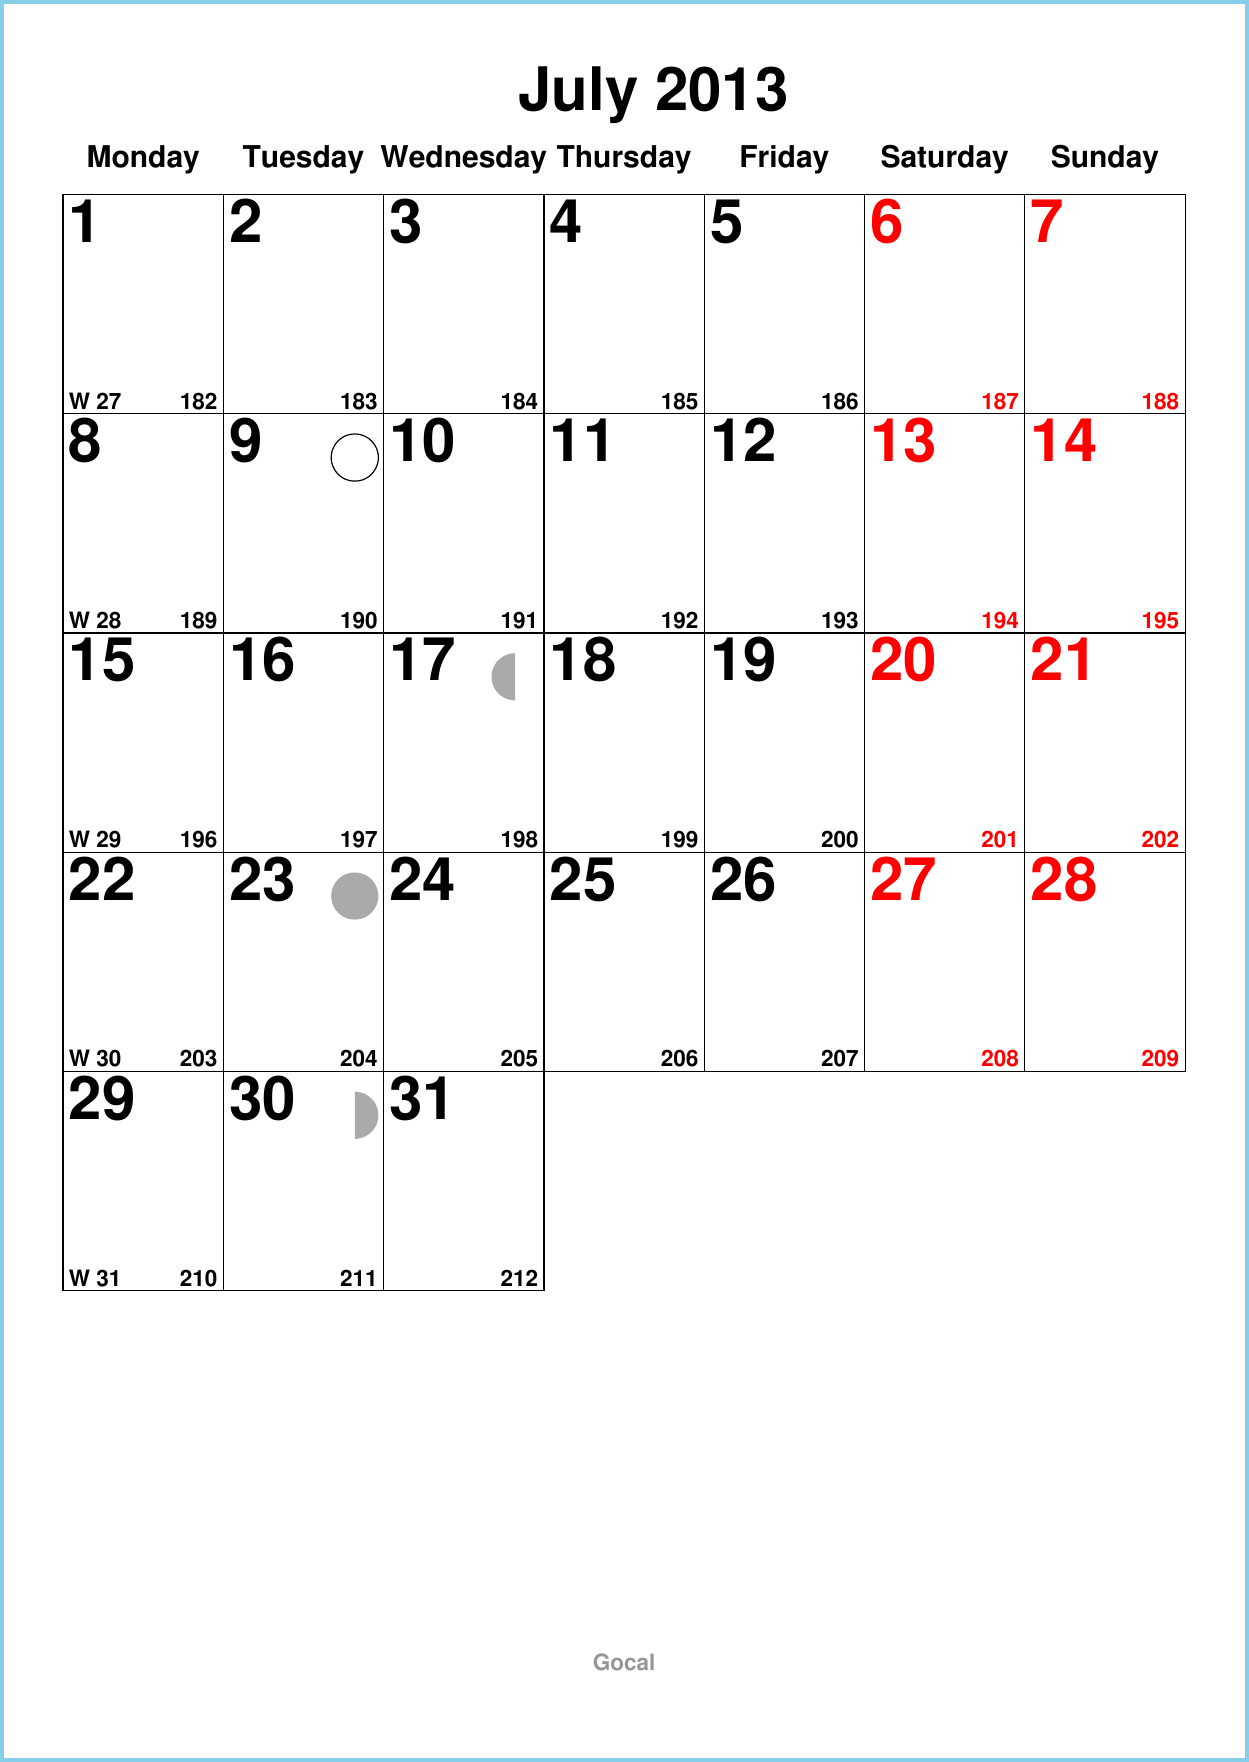 July 2013
Monday Tuesday Wednesday Thursday Friday Saturday Sunday
1 2 3 4 5 6 7
W 27 182 183 184 185 186 187 188
8 9 10 11 12 13 14
W 28 189 190 191 192 193 194 195
15 16 17 18 19 20 21
W 29 196 197 198 199 200 201 202
22 23 24 25 26 27 28
W 30 203 204 205 206 207 208 209
29 30 31
W 31 210 211 212
Gocal